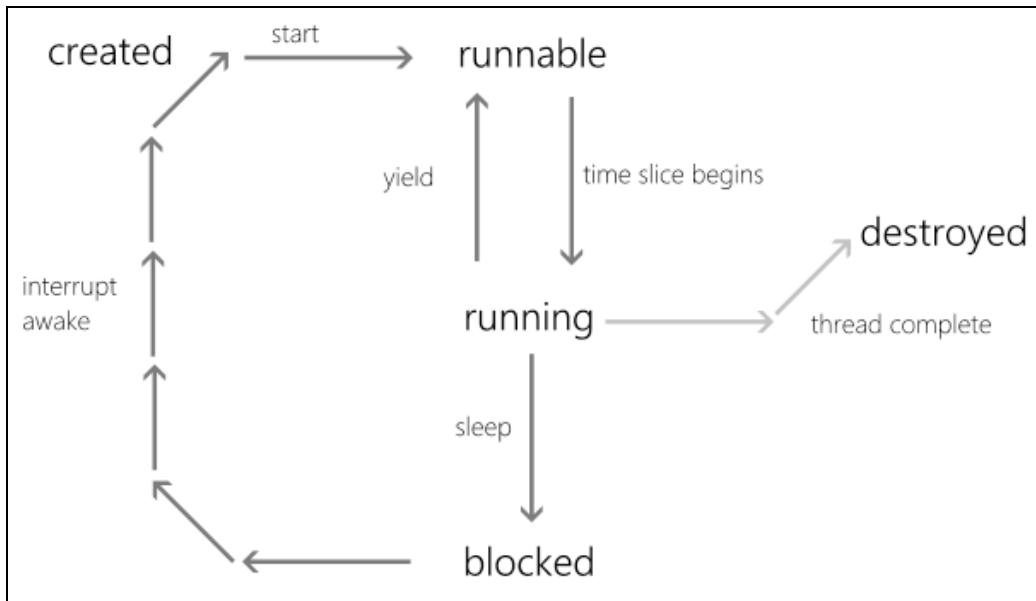 created
start
runnable
yield
time slice begins
destroyed
interrupt
awake
running
thread complete
sleep
blocked